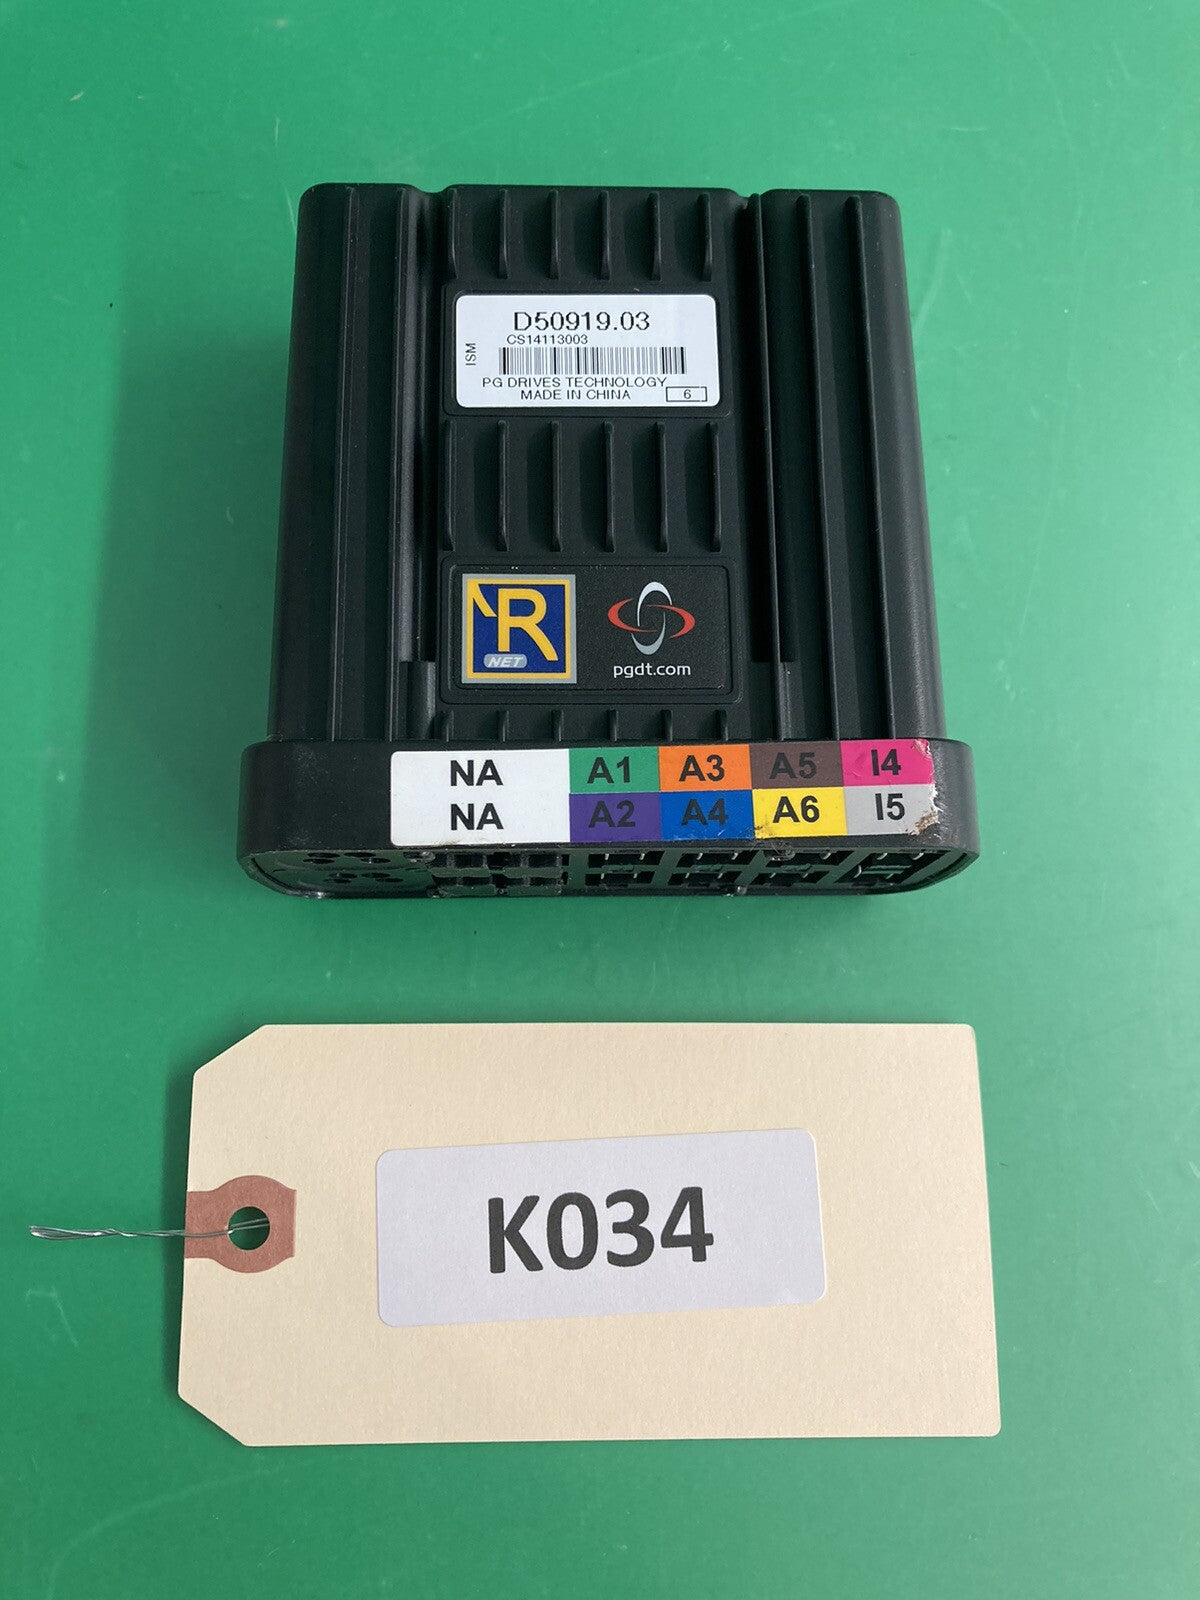 D50919.03
CS14113003
ISM
PG DRIVES TECHNOLOGY
MADE IN CHINA
6
R
NET
pgdt.com
NA A1 A3 A5 I4
NA A2 A4 A6 I5
K034